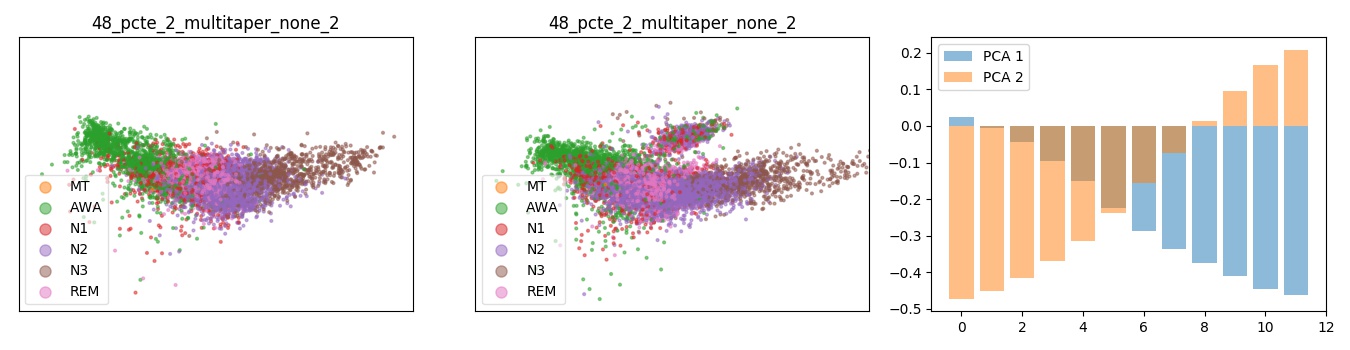 48_pcte_2_multitaper_none_2
MT
AWA
N1
N2
N3
REM
48_pcte_2_multitaper_none_2
MT
AWA
N1
N2
N3
REM
PCA 1
PCA 2
0.2
0.1
0.0
−0.1
−0.2
−0.3
−0.4
−0.5
0 2 4 6 8 10 12